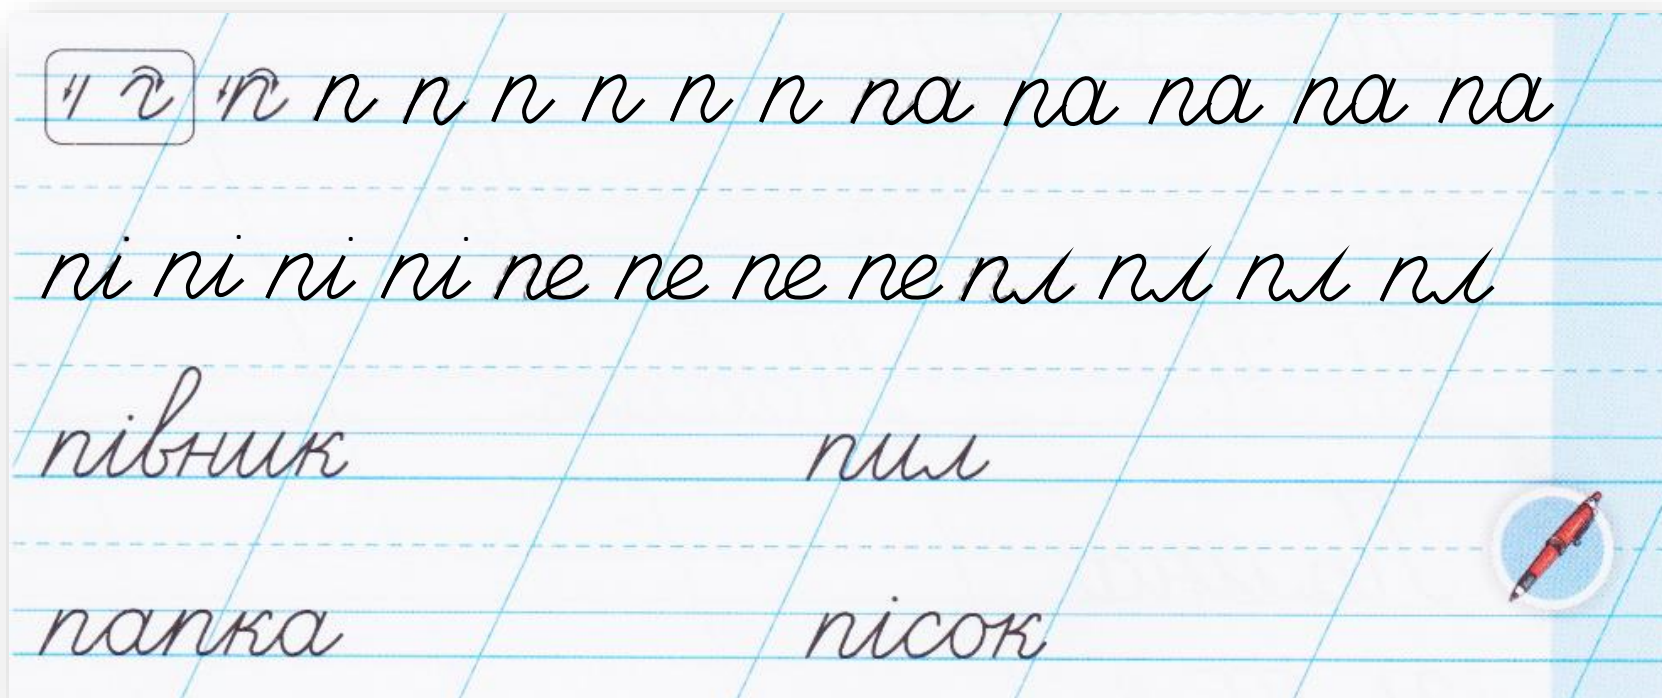 п п п п п п п па па па па па
пі пі пі пі пе пе пе пе пл пл пл пл
півник пил
папка пісок